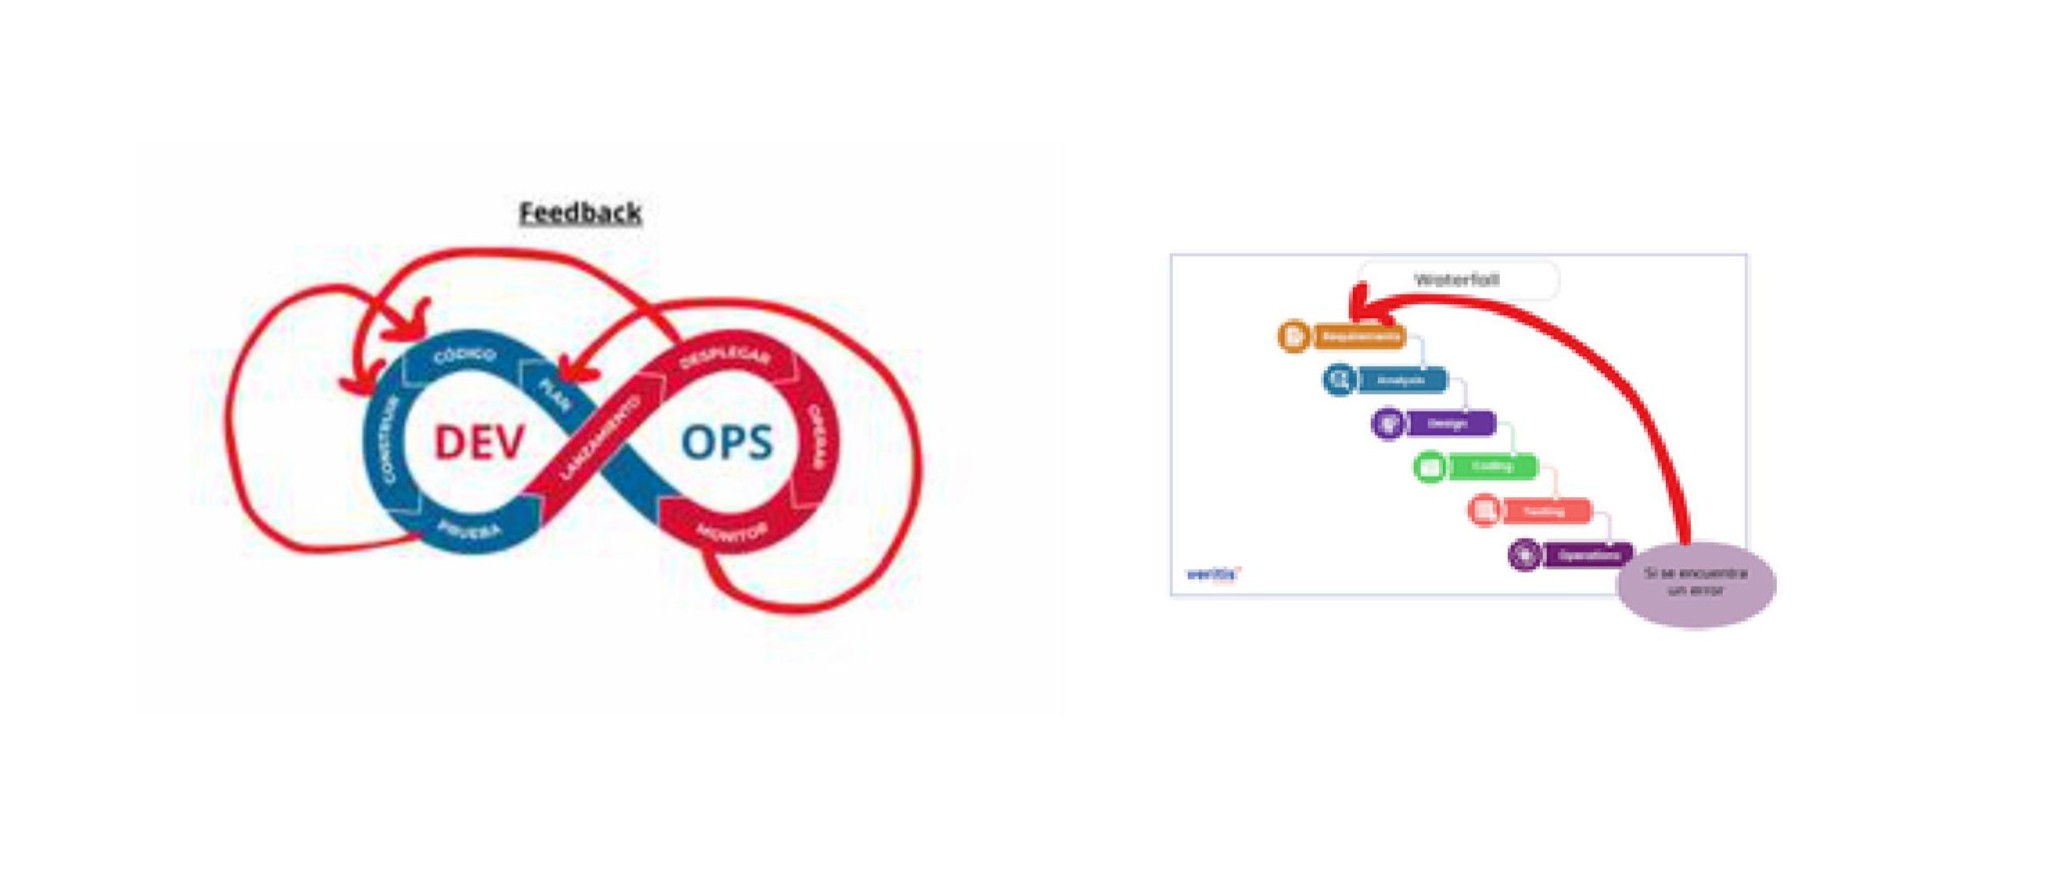 Feedback
CÓDIGO
PLAN
CONSTRUIR
DEV
PRUEBA
LANZAMIENTO
DESPLEGAR
OPS
OPERAR
MONITOR
Waterfall
Requirements
Analysis
Design
Coding
Testing
Operations
Si se encuentra
un error
veritis